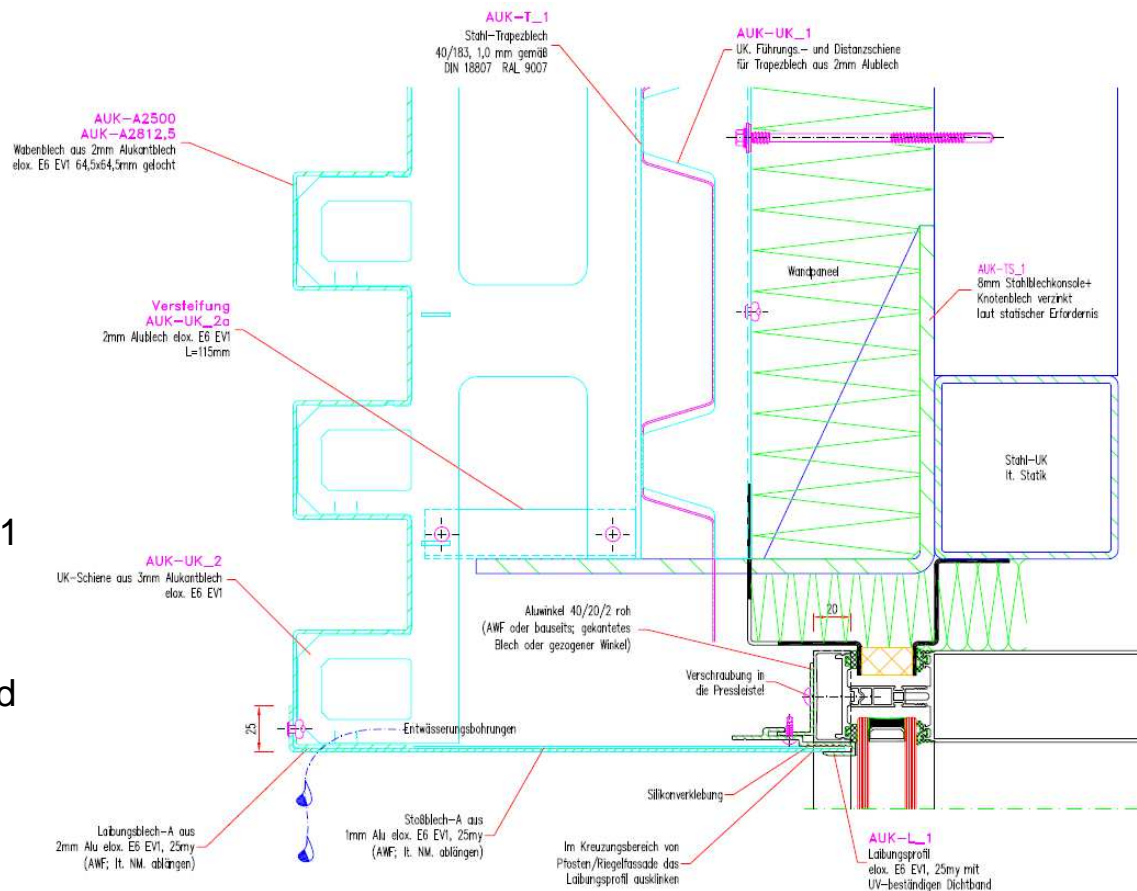 AUK-T_1
Stahl-Trapezblech
40/183, 1,0 mm gemäß
DIN 18807 RAL 9007
AUK-UK_1
UK. Führungs.- und Distanzschiene
für Trapezblech aus 2mm Alublech
AUK-A2500
AUK-A2812,5
Wabenblech aus 2mm Alukantblech
elox. E6 EV1 64,5x64,5mm gelocht
Wandpaneel
AUK-TS_1
8mm Stahlblechkonsole+
Knotenblech verzinkt
laut statischer Erfordernis
Versteifung
AUK-UK_2a
2mm Alublech elox. E6 EV1
L=115mm
Stahl-UK
lt. Statik
1
AUK-UK_2
UK-Schiene aus 3mm Alukantblech
elox. E6 EV1
Aluwinkel 40/20/2 roh
(AWF oder bauseits; gekantetes
Blech oder gezogener Winkel)
20
Verschraubung in
die Pressleiste!
d
25
Entwässerungsbohrungen
Silikonverklebung
Laibungsblech-A aus
2mm Alu elox. E6 EV1, 25my
(AWF; lt. NM. ablängen)
Stoßblech-A aus
1mm Alu elox. E6 EV1, 25my
(AWF; lt. NM. ablängen)
Im Kreuzungsbereich von
Pfosten/Riegelfassade das
Laibungsprofil ausklinken
AUK-L_1
Laibungsprofil
elox. E6 EV1, 25my mit
UV-beständigen Dichtband